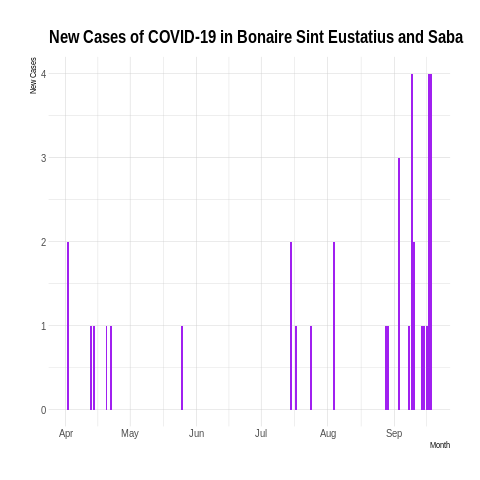 New Cases of COVID-19 in Bonaire Sint Eustatius and Saba
New Cases
4
3
2
1
0
Apr May Jun Jul Aug Sep
Month